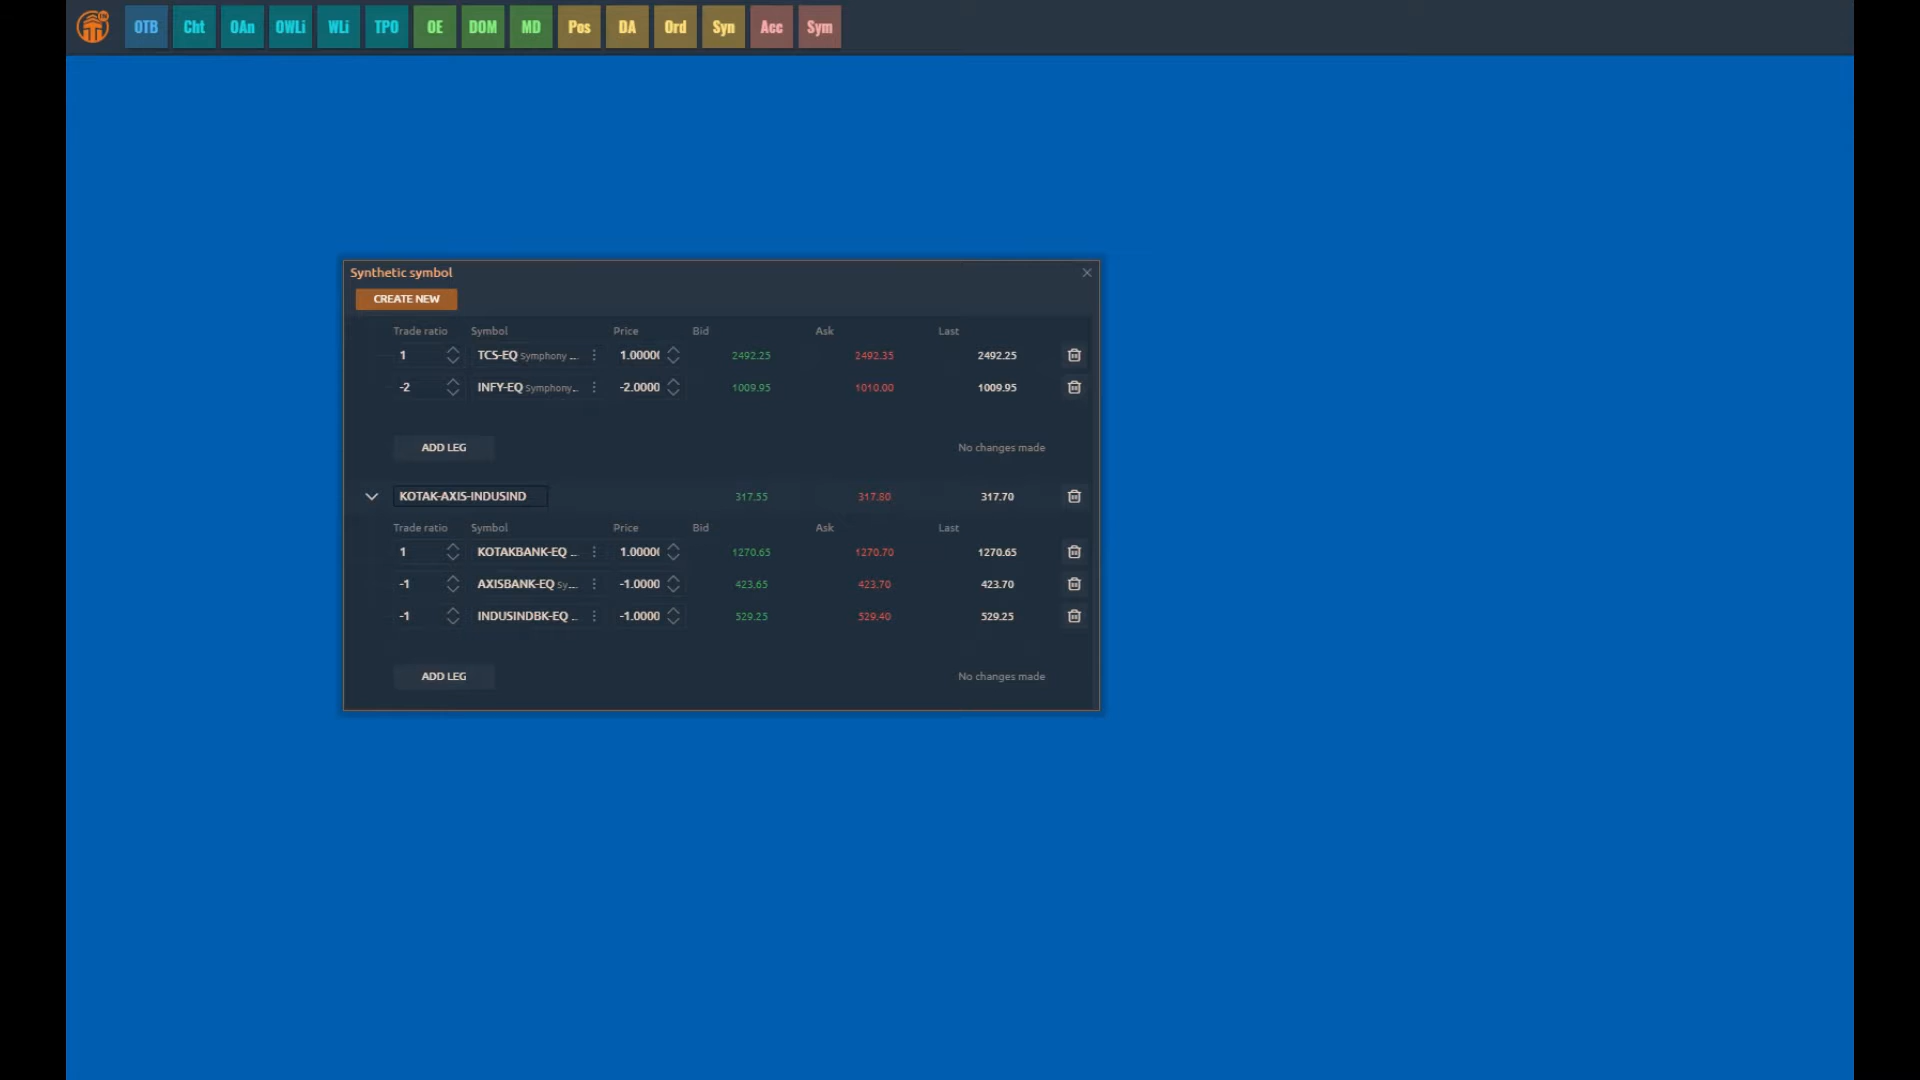 OTB Cht OAn OWLi WLi TPO OE DOM MD Pos DA Ord Syn Acc Sym
Synthetic symbol
CREATE NEW
Trade ratio Symbol Price Bid Ask Last
1 TCS-EQ Symphony ... 1.0000( 2492.25 2492.35 2492.25
-2 INFY-EQ Symphony... -2.0000 1009.95 1010.00 1009.95
ADD LEG No changes made
KOTAK-AXIS-INDUSIND 317.55 317.80 317.70
Trade ratio Symbol Price Bid Ask Last
1 KOTAKBANK-EQ ... 1.0000( 1270.65 1270.70 1270.65
-1 AXISBANK-EQ Sy... -1.0000 423.65 423.70 423.70
-1 INDUSINDBK-EQ ... -1.0000 529.25 529.40 529.25
ADD LEG No changes made